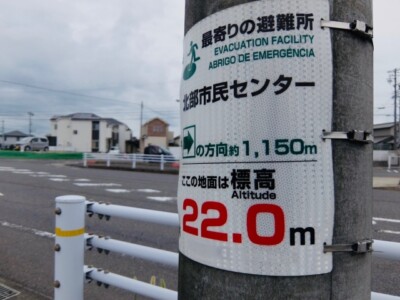 最寄りの避難所
EVACUATION FACILITY
ABRIGO DE EMERGÊNCIA
北部市民センター
の方向約1,150m
ここの地面は標高
Altitude
22.0m